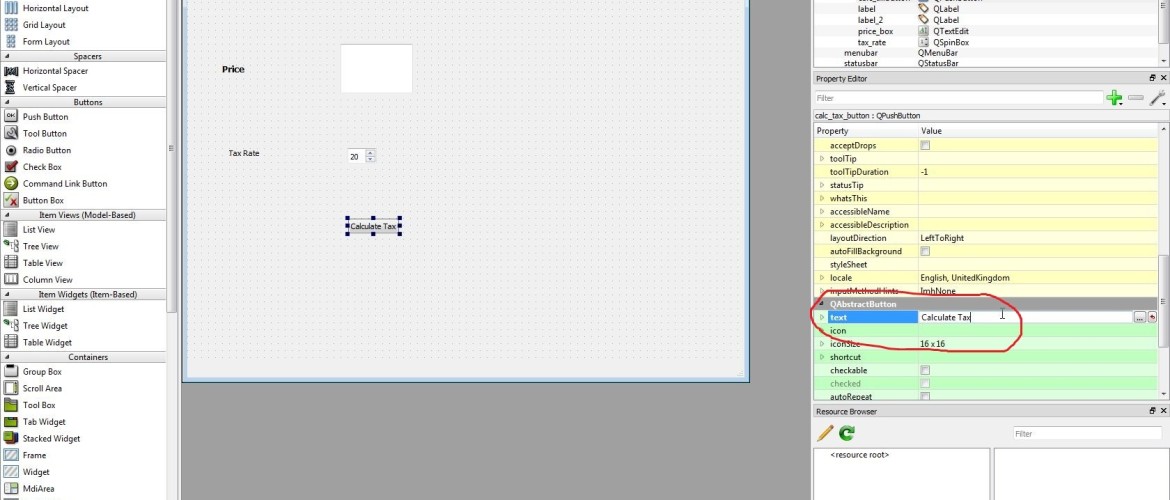 Horizontal Layout
Grid Layout
Form Layout
Spacers
Horizontal Spacer
Vertical Spacer
Buttons
OK Push Button
Tool Button
Radio Button
Check Box
Command Link Button
Button Box
Item Views (Model-Based)
List View
Tree View
Table View
Column View
Item Widgets (Item-Based)
List Widget
Tree Widget
Table Widget
Containers
Group Box
Scroll Area
Tool Box
Tab Widget
Stacked Widget
Frame
Widget
MdiArea
Price
Tax Rate
20
Calculate Tax
label QLabel
label_2 QLabel
price_box QTextEdit
tax_rate QSpinBox
menubar QMenuBar
statusbar QStatusBar
Property Editor
Filter
calc_tax_button : QPushButton
Property Value
acceptDrops
toolTip
toolTipDuration -1
statusTip
whatsThis
accessibleName
accessibleDescription
layoutDirection LeftToRight
autoFillBackground
styleSheet
locale English, UnitedKingdom
inputMethodHints ImhNone
QAbstractButton
text Calculate Tax ...
icon
iconSize 16 x 16
shortcut
checkable
checked
autoRepeat
Resource Browser
Filter
<resource root>